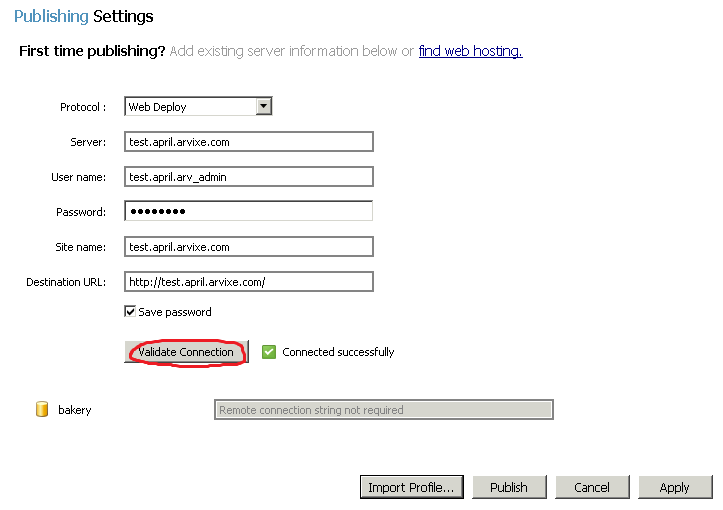 Publishing Settings
First time publishing? Add existing server information below or find web hosting.
Protocol : Web Deploy
Server: test.april.arvixe.com
User name: test.april.arv_admin
Password: ●●●●●●●●
Site name: test.april.arvixe.com
Destination URL: http://test.april.arvixe.com/
Save password
Validate Connection Connected successfully
bakery Remote connection string not required
Import Profile... Publish Cancel Apply